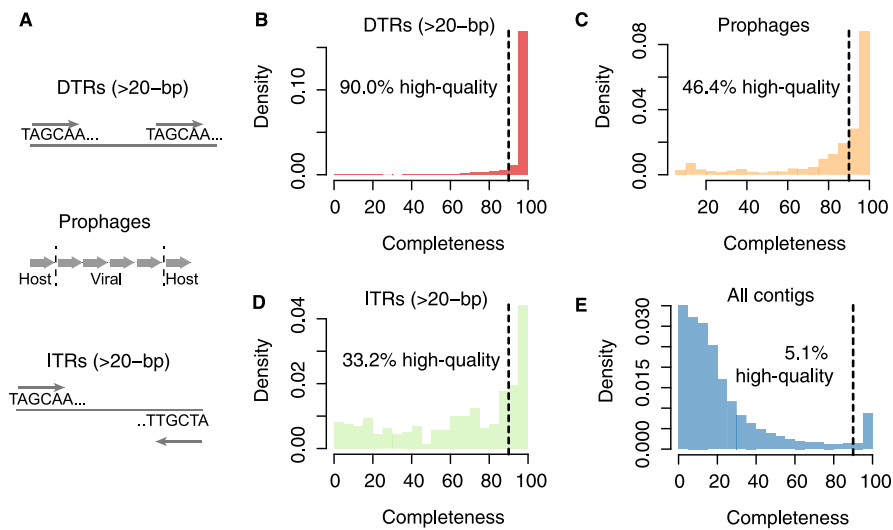 A
DTRs (>20−bp)
TAGCAA... TAGCAA...
Prophages
Host Viral Host
ITRs (>20−bp)
TAGCAA...
..TTGCTA
B
DTRs (>20−bp)
90.0% high−quality
Density
0.00 0.10
0 20 40 60 80 100
Completeness
C
Prophages
46.4% high−quality
Density
0.00 0.04 0.08
20 40 60 80 100
Completeness
D
ITRs (>20−bp)
33.2% high−quality
Density
0.00 0.02 0.04
0 20 40 60 80 100
Completeness
E
All contigs
5.1%
high−quality
Density
0.000 0.015 0.030
0 20 40 60 80 100
Completeness